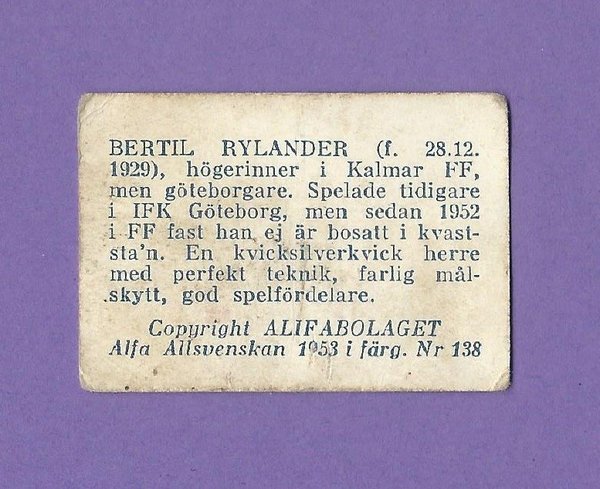 BERTIL RYLANDER (f. 28.12.
1929), högerinner i Kalmar FF,
men göteborgare. Spelade tidigare
i IFK Göteborg, men sedan 1952
i FF fast han ej är bosatt i kvast-
sta'n. En kvicksilverkvick herre
med perfekt teknik, farlig mål-
skytt, god spelfördelare.
Copyright ALIFABOLAGET
Alfa Allsvenskan 1953 i färg. Nr 138